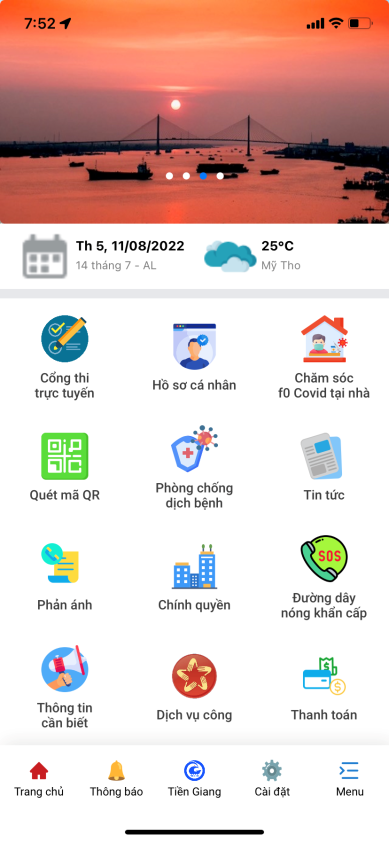 7:52
Th 5, 11/08/2022
14 tháng 7 - AL
25°C
Mỹ Tho
Cổng thi
trực tuyến
Hồ sơ cá nhân
Chăm sóc
f0 Covid tại nhà
Quét mã QR
Phòng chống
dịch bệnh
Tin tức
Phản ánh
Chính quyền
SOS
Đường dây
nóng khẩn cấp
Thông tin
cần biết
Dịch vụ công
Thanh toán
Trang chủ
Thông báo
Tiền Giang
Cài đặt
Menu